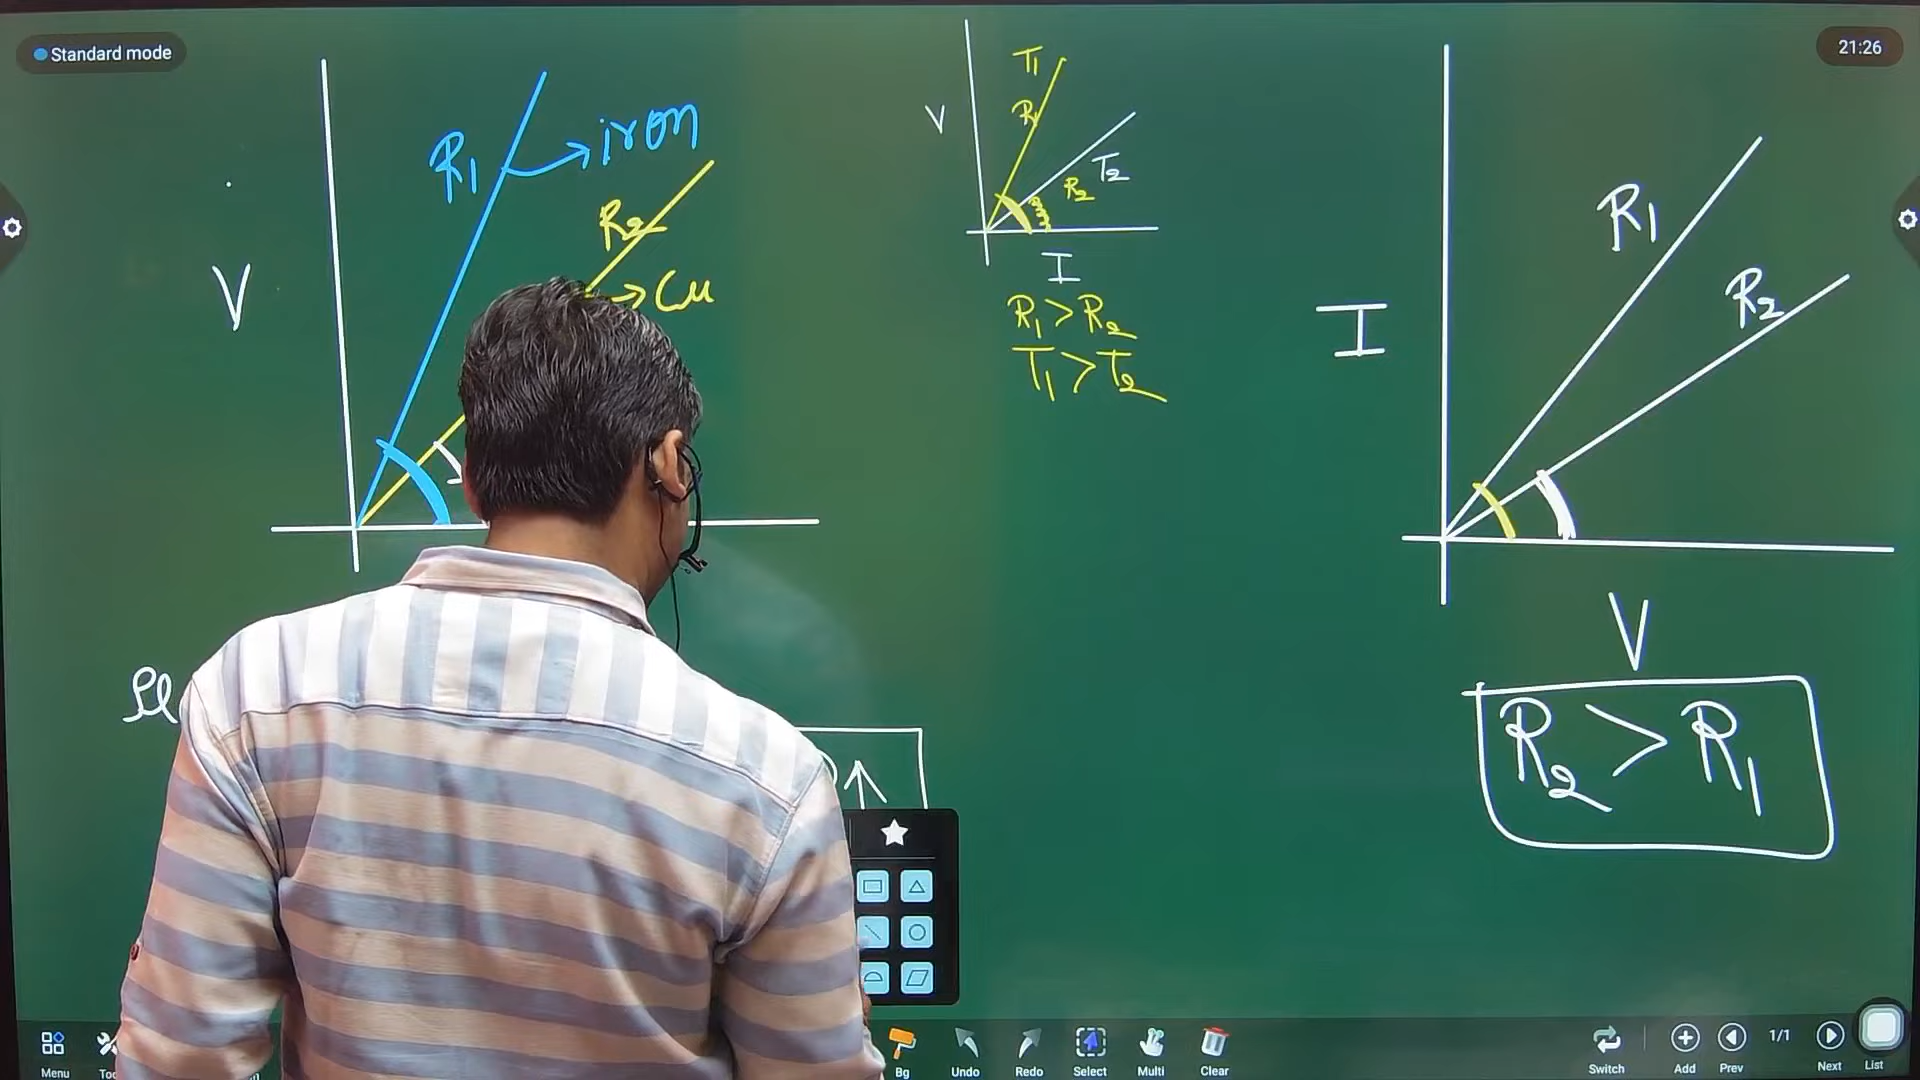 Standard mode
21:26
R1
→ iron
R2
→ Cu
V
T1
R1
V
T2
R2
I
R1 > R2
T1 > T2
R1
R2
I
V
R2 > R1
↑
Menu
Bg
Undo
Redo
Select
Multi
Clear
Switch
Add
Prev
1/1
Next
List